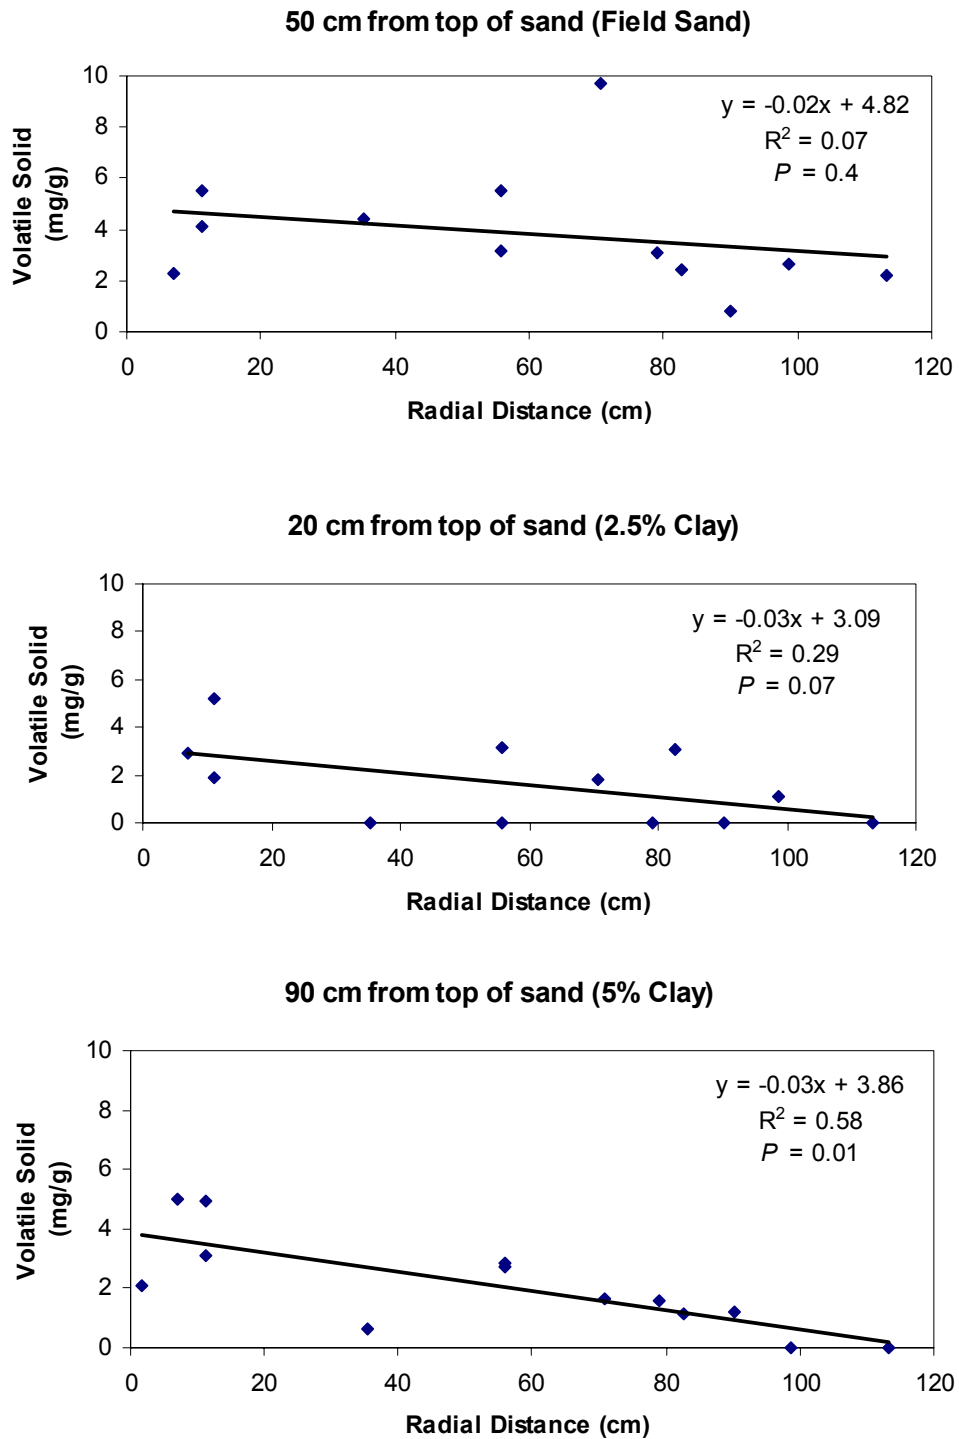 50 cm from top of sand (Field Sand)
10
8
6
4
2
0
Volatile Solid
(mg/g)
y = -0.02x + 4.82
R² = 0.07
P = 0.4
0 20 40 60 80 100 120
Radial Distance (cm)
20 cm from top of sand (2.5% Clay)
10
8
6
4
2
0
Volatile Solid
(mg/g)
y = -0.03x + 3.09
R² = 0.29
P = 0.07
0 20 40 60 80 100 120
Radial Distance (cm)
90 cm from top of sand (5% Clay)
10
8
6
4
2
0
Volatile Solid
(mg/g)
y = -0.03x + 3.86
R² = 0.58
P = 0.01
0 20 40 60 80 100 120
Radial Distance (cm)